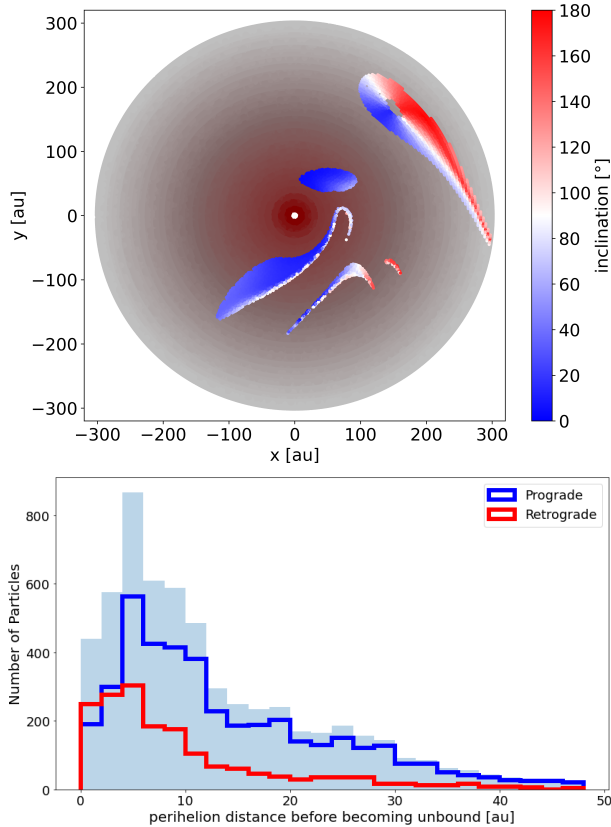 300
200
100
0
−100
−200
−300
y [au]
−300 −200 −100 0 100 200 300
x [au]
180
160
140
120
100
80
60
40
20
0
inclination [°]
Prograde
Retrograde
800
600
400
200
0
Number of Particles
0 10 20 30 40 50
perihelion distance before becoming unbound [au]